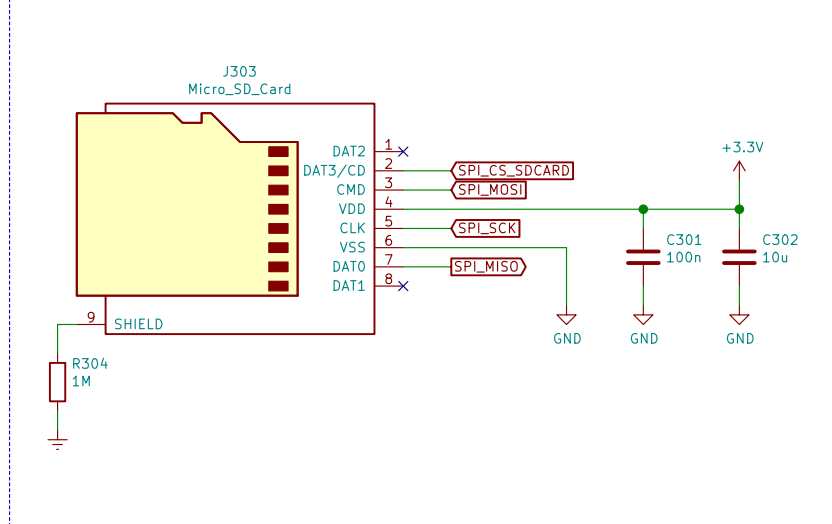 J303
Micro_SD_Card
+3.3V
DAT2 1
DAT3/CD 2 SPI_CS_SDCARD
CMD 3 SPI_MOSI
VDD 4
CLK 5 SPI_SCK
VSS 6
DAT0 7 SPI_MISO
DAT1 8
C301
100n
C302
10u
9 SHIELD
GND
GND
GND
R304
1M